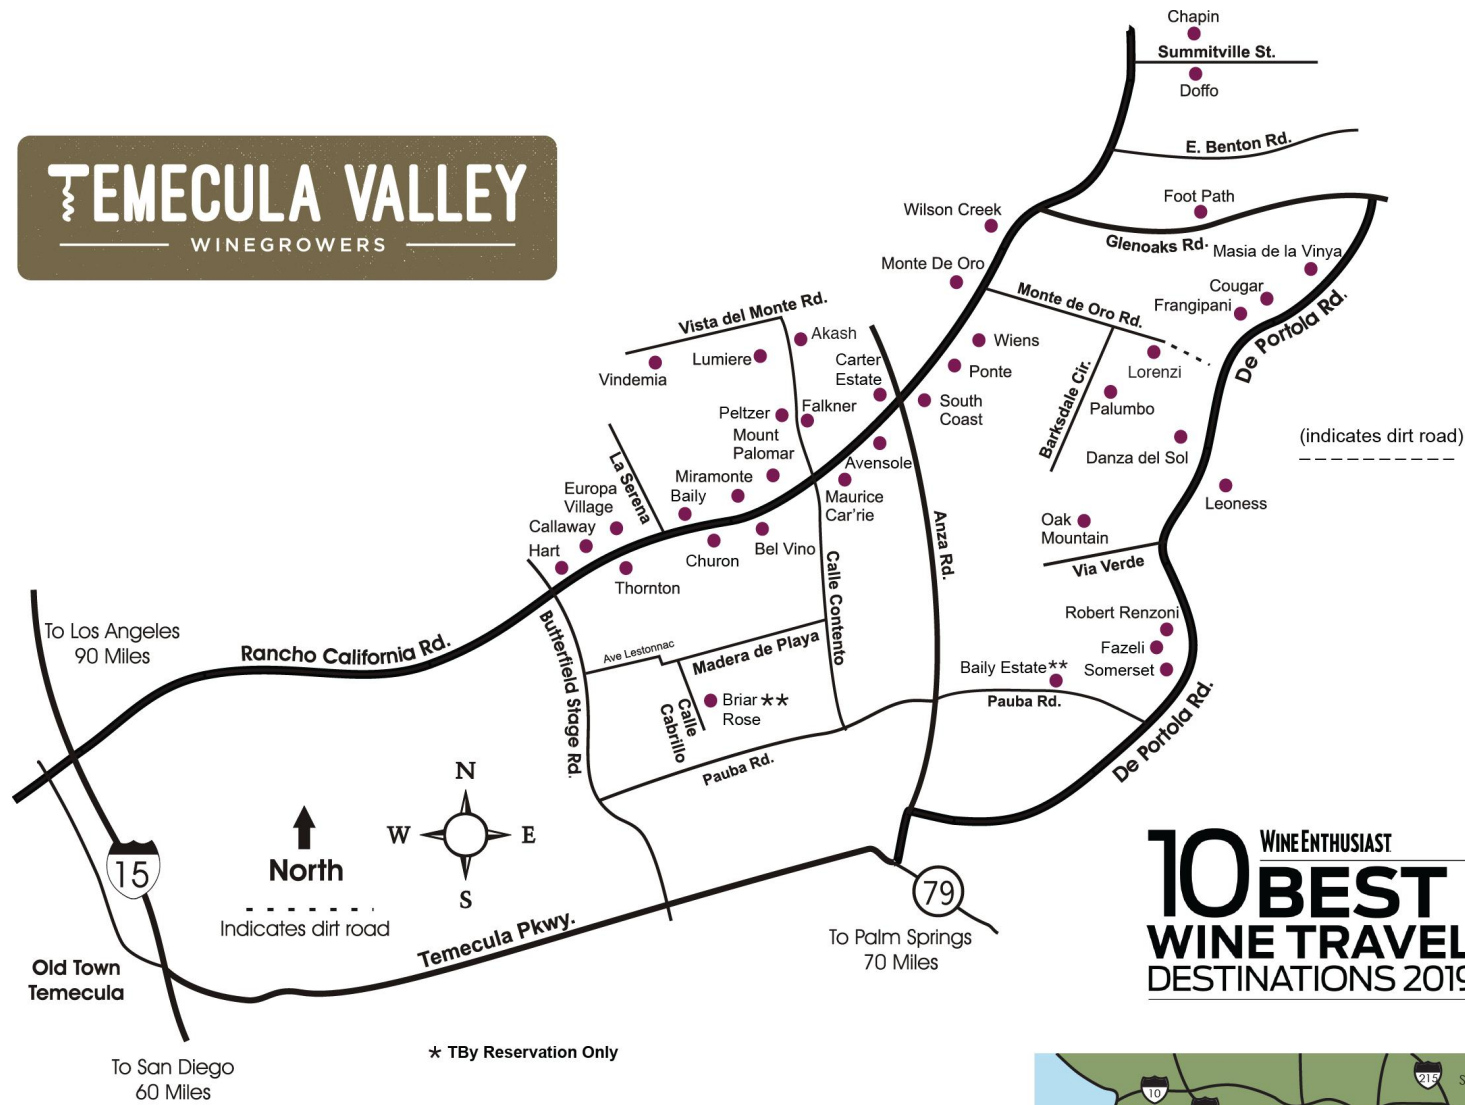 Chapin
Summitville St.
Doffo
E. Benton Rd.
TEMECULA VALLEY
WINEGROWERS
Foot Path
Wilson Creek
Glenoaks Rd.
Masia de la Vinya
Monte De Oro
Cougar
Frangipani
Monte de Oro Rd.
De Portola Rd.
Vista del Monte Rd.
Akash
Lumiere
Vindemia
Carter
Estate
Wiens
Ponte
Lorenzi
Barksdale Cir.
Palumbo
South
Coast
Falkner
Peltzer
Mount
Palomar
(indicates dirt road)
Danza del Sol
Avensole
La Serena
Miramonte
Baily
Europa
Village
Maurice
Car'rie
Leoness
Callaway
Hart
Oak
Mountain
Anza Rd.
Churon
Bel Vino
Thornton
Via Verde
Calle Contento
Robert Renzoni
Fazeli
Somerset
To Los Angeles
90 Miles
Rancho California Rd.
Butterfield Stage Rd.
Ave Lestonnac
Madera de Playa
Baily Estate**
Pauba Rd.
Briar **
Rose
Calle
Cabrillo
De Portola Rd.
Pauba Rd.
N
W
E
S
North
Indicates dirt road
15
79
WINE ENTHUSIAST
10 BEST
WINE TRAVEL
DESTINATIONS 2019
Temecula Pkwy.
To Palm Springs
70 Miles
Old Town
Temecula
* TBy Reservation Only
To San Diego
60 Miles
10
215
S